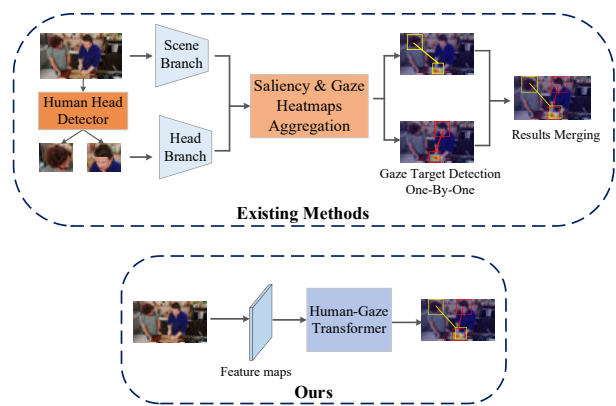 Scene
Branch
Human Head
Detector
Head
Branch
Saliency & Gaze
Heatmaps
Aggregation
Gaze Target Detection
One-By-One
Results Merging
Existing Methods
Feature maps
Human-Gaze
Transformer
Ours